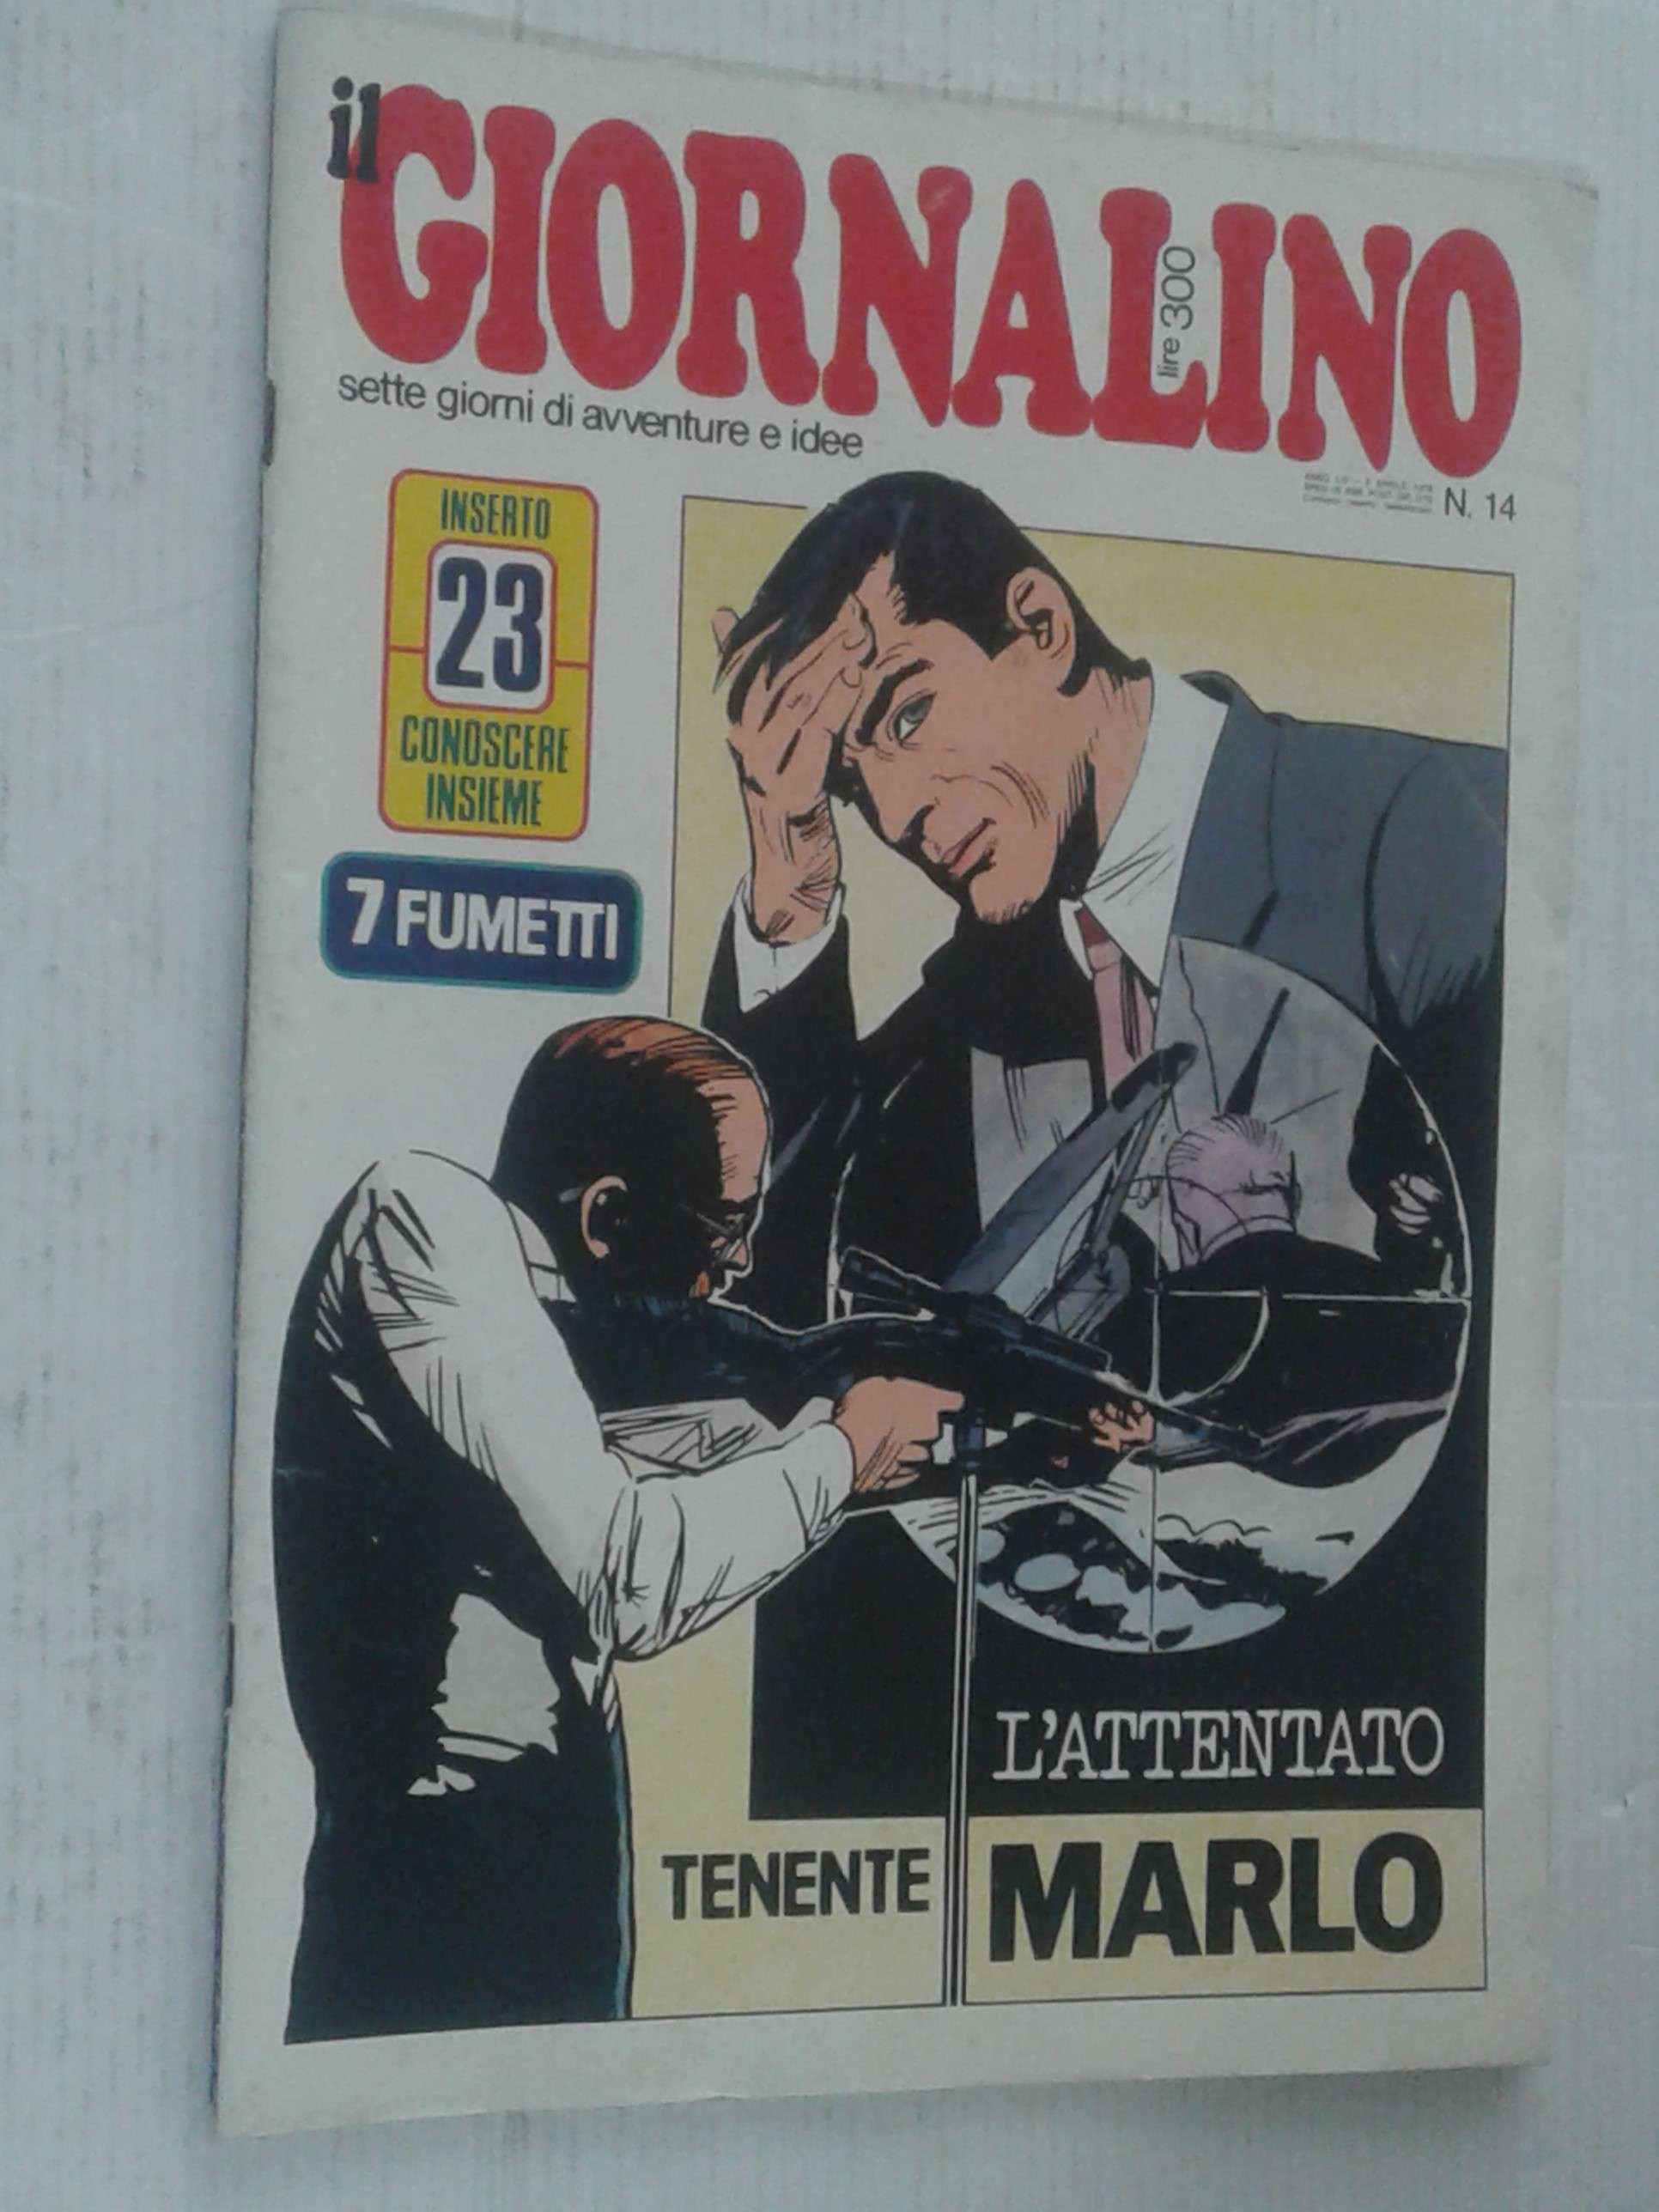 il GIORNALINO
lire 300
sette giorni di avventure e idee
N. 14
INSERTO
23
CONOSCERE
INSIEME
7 FUMETTI
L'ATTENTATO
TENENTE MARLO